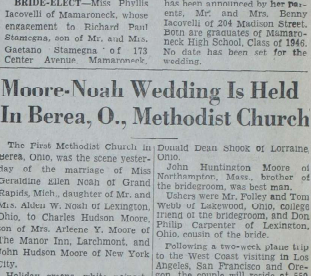 BRIDE-ELECT—Miss Phyllis
Iacovelli of Mamaroneck, whose
engagement to Richard Paul
Stamegna, son of Mr. and Mrs.
Gaetano Stamegna of 173
Center Avenue, Mamaroneck,
has been announced by her par-
ents, Mr. and Mrs. Benny
Iacovelli of 204 Madison Street.
Both are graduates of Mamaro-
neck High School, Class of 1946.
No date has been set for the
wedding.
Moore-Noah Wedding Is Held
In Berea, O., Methodist Church
The First Methodist Church in
Berea, Ohio, was the scene yester-
day of the marriage of Miss
Geraldine Ellen Noah of Grand
Rapids, Mich., daughter of Mr. and
Mrs. Alden W. Noah of Lexington,
Ohio, to Charles Hudson Moore,
son of Mrs. Arleene Y. Moore of
The Manor Inn, Larchmont, and
John Hudson Moore of New York
City.
Donald Dean Shook of Lorraine,
Ohio.
John Huntington Moore of
Northampton, Mass., brother of
the bridegroom, was best man.
Ushers were Mr. Folley and Tom
Webb of Lakewood, Ohio, college
friend of the bridegroom, and Don
Philip Carpenter of Lexington,
Ohio, cousin of the bride.
Following a two-week plane trip
to the West Coast visiting in Los
Angeles, San Francisco and Ore-